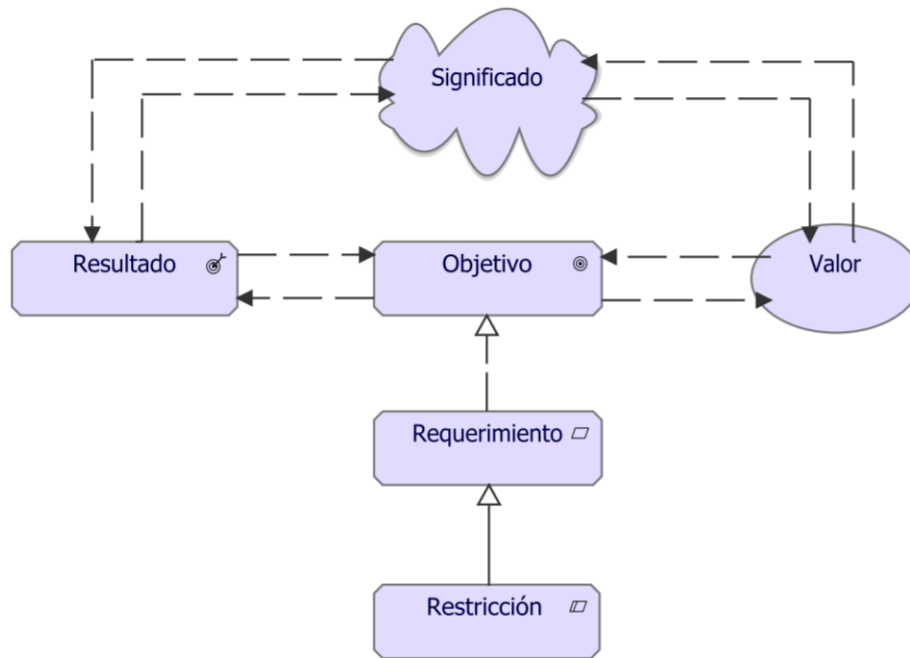 Significado
Resultado
Objetivo
Valor
Requerimiento
Restricción